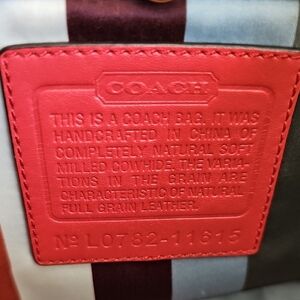 COACH
THIS IS A COACH BAG. IT WAS
HANDCRAFTED IN CHINA OF
COMPLETELY NATURAL SOFT
MILLED COWHIDE THE VARIA-
TIONS IN THE GRAIN ARE
CHARACTERISTIC OF NATURAL
FULL GRAIN LEATHER.
Nº L0782-11615